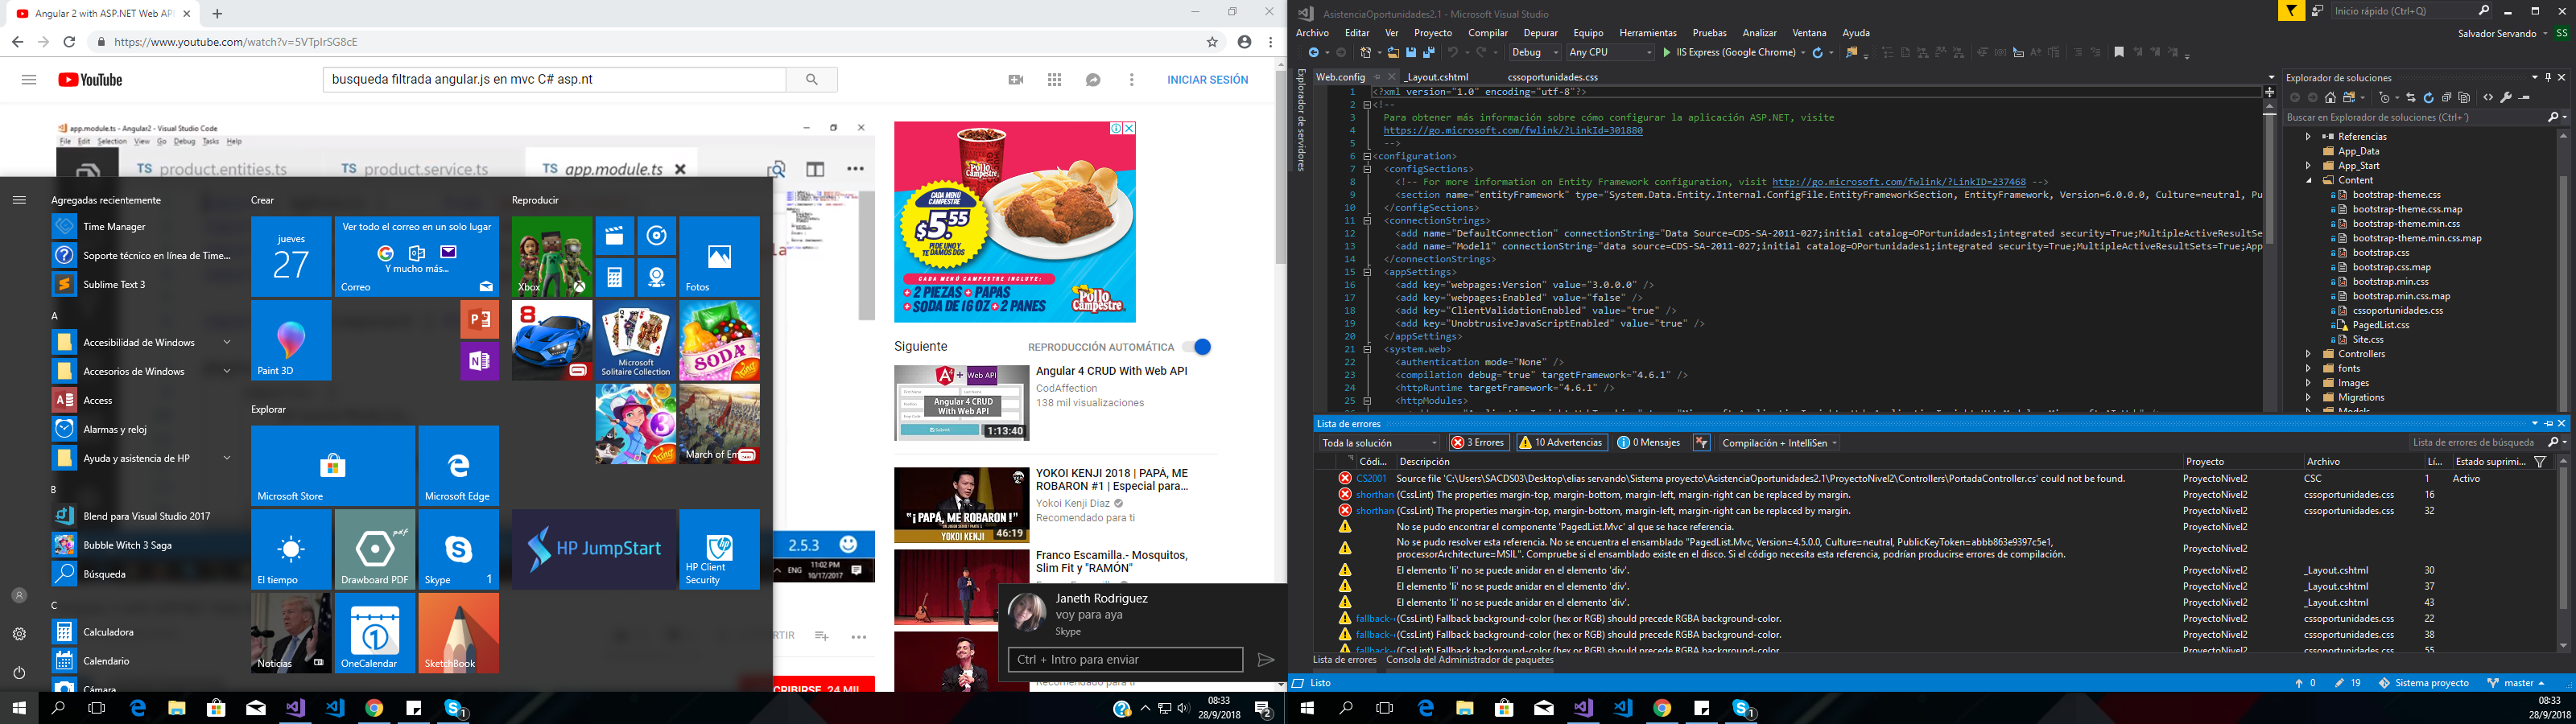 Angular 2 with ASP.NET Web API
https://www.youtube.com/watch?v=5VTpIrSG8cE
YouTube
busqueda filtrada angular.js en mvc C# asp.nt
INICIAR SESIÓN
app.module.ts - Angular2 - Visual Studio Code
File Edit Selection View Go Debug Tasks Help
TS product.entities.ts
TS product.service.ts
TS app.module.ts
CADA MENÚ CAMPESTRE
$5.55
PIDE UNO Y TE DAMOS DOS
CADA MENÚ CAMPESTRE INCLUYE:
+ 2 PIEZAS + PAPAS
+ SODA DE 16 OZ + 2 PANES
Pollo Campestre
Siguiente
REPRODUCCIÓN AUTOMÁTICA
Angular 4 CRUD With Web API
CodAffection
138 mil visualizaciones
Angular 4 CRUD With Web API
1:13:40
YOKOI KENJI 2018 | PAPÁ, ME ROBARON #1 | Especial para...
Yokoi Kenji Diaz
Recomendado para ti
"¡ PAPÁ, ME ROBARON !"
YOKOI KENJI
46:19
Franco Escamilla.- Mosquitos, Slim Fit y "RAMÓN"
2.5.3
ENG
11:02 PM
10/17/2017
Janeth Rodriguez
voy para aya
Skype
Ctrl + Intro para enviar
Agregadas recientemente
Time Manager
Soporte técnico en línea de Time...
Sublime Text 3
A
Accesibilidad de Windows
Accesorios de Windows
Access
Alarmas y reloj
Ayuda y asistencia de HP
B
Blend para Visual Studio 2017
Bubble Witch 3 Saga
Búsqueda
C
Calculadora
Calendario
Cámara
Crear
jueves
27
Ver todo el correo en un solo lugar
Y mucho más...
Correo
Paint 3D
Explorar
Microsoft Store
Microsoft Edge
El tiempo
Drawboard PDF
Skype
1
Noticias
OneCalendar
SketchBook
Reproducir
Xbox
Fotos
Microsoft Solitaire Collection
SODA
March of Em
HP JumpStart
HP Client Security
08:33
28/9/2018
AsistenciaOportunidades2.1 - Microsoft Visual Studio
Inicio rápido (Ctrl+Q)
Archivo Editar Ver Proyecto Compilar Depurar Equipo Herramientas Pruebas Analizar Ventana Ayuda
Salvador Servando SS
Debug Any CPU IIS Express (Google Chrome)
Explorador de servidores
Web.config _Layout.cshtml cssoportunidades.css
1 <?xml version="1.0" encoding="utf-8"?>
2 <!--
3 Para obtener más información sobre cómo configurar la aplicación ASP.NET, visite
4 https://go.microsoft.com/fwlink/?LinkId=301880
5 -->
6 <configuration>
7 <configSections>
8 <!-- For more information on Entity Framework configuration, visit http://go.microsoft.com/fwlink/?LinkID=237468 -->
9 <section name="entityFramework" type="System.Data.Entity.Internal.ConfigFile.EntityFrameworkSection, EntityFramework, Version=6.0.0.0, Culture=neutral, Pu
10 </configSections>
11 <connectionStrings>
12 <add name="DefaultConnection" connectionString="Data Source=CDS-SA-2011-027;initial catalog=OPortunidades1;integrated security=True;MultipleActiveResultSe
13 <add name="Model1" connectionString="data source=CDS-SA-2011-027;initial catalog=OPortunidades1;integrated security=True;MultipleActiveResultSets=True;App
14 </connectionStrings>
15 <appSettings>
16 <add key="webpages:Version" value="3.0.0.0" />
17 <add key="webpages:Enabled" value="false" />
18 <add key="ClientValidationEnabled" value="true" />
19 <add key="UnobtrusiveJavaScriptEnabled" value="true" />
20 </appSettings>
21 <system.web>
22 <authentication mode="None" />
23 <compilation debug="true" targetFramework="4.6.1" />
24 <httpRuntime targetFramework="4.6.1" />
25 <httpModules>
Explorador de soluciones
Buscar en Explorador de soluciones (Ctrl+´)
Referencias
App_Data
App_Start
Content
bootstrap-theme.css
bootstrap-theme.css.map
bootstrap-theme.min.css
bootstrap-theme.min.css.map
bootstrap.css
bootstrap.css.map
bootstrap.min.css
bootstrap.min.css.map
cssoportunidades.css
PagedList.css
Site.css
Controllers
fonts
Images
Migrations
Models
Lista de errores
Toda la solución 3 Errores 10 Advertencias 0 Mensajes Compilación + IntelliSen
Lista de errores de búsqueda
Códi... Descripción Proyecto Archivo Lí... Estado suprimi...
CS2001 Source file 'C:\Users\SACDS03\Desktop\elias servando\Sistema proyecto\AsistenciaOportunidades2.1\ProyectoNivel2\Controllers\PortadaController.cs' could not be found. ProyectoNivel2 CSC 1 Activo
shorthan (CssLint) The properties margin-top, margin-bottom, margin-left, margin-right can be replaced by margin. ProyectoNivel2 cssoportunidades.css 16
shorthan (CssLint) The properties margin-top, margin-bottom, margin-left, margin-right can be replaced by margin. ProyectoNivel2 cssoportunidades.css 32
No se pudo encontrar el componente 'PagedList.Mvc' al que se hace referencia. ProyectoNivel2
No se pudo resolver esta referencia. No se encuentra el ensamblado "PagedList.Mvc, Version=4.5.0.0, Culture=neutral, PublicKeyToken=abbb863e9397c5e1,
processorArchitecture=MSIL". Compruebe si el ensamblado existe en el disco. Si el código necesita esta referencia, podrían producirse errores de compilación. ProyectoNivel2
El elemento 'li' no se puede anidar en el elemento 'div'. ProyectoNivel2 _Layout.cshtml 30
El elemento 'li' no se puede anidar en el elemento 'div'. ProyectoNivel2 _Layout.cshtml 37
El elemento 'li' no se puede anidar en el elemento 'div'. ProyectoNivel2 _Layout.cshtml 43
fallback- (CssLint) Fallback background-color (hex or RGB) should precede RGBA background-color. ProyectoNivel2 cssoportunidades.css 22
fallback- (CssLint) Fallback background-color (hex or RGB) should precede RGBA background-color. ProyectoNivel2 cssoportunidades.css 38
fallback- (CssLint) Fallback background-color (hex or RGB) should precede RGBA background-color. ProyectoNivel2 cssoportunidades.css 55
Lista de errores Consola del Administrador de paquetes
Listo
0 19 Sistema proyecto master
08:33
28/9/2018